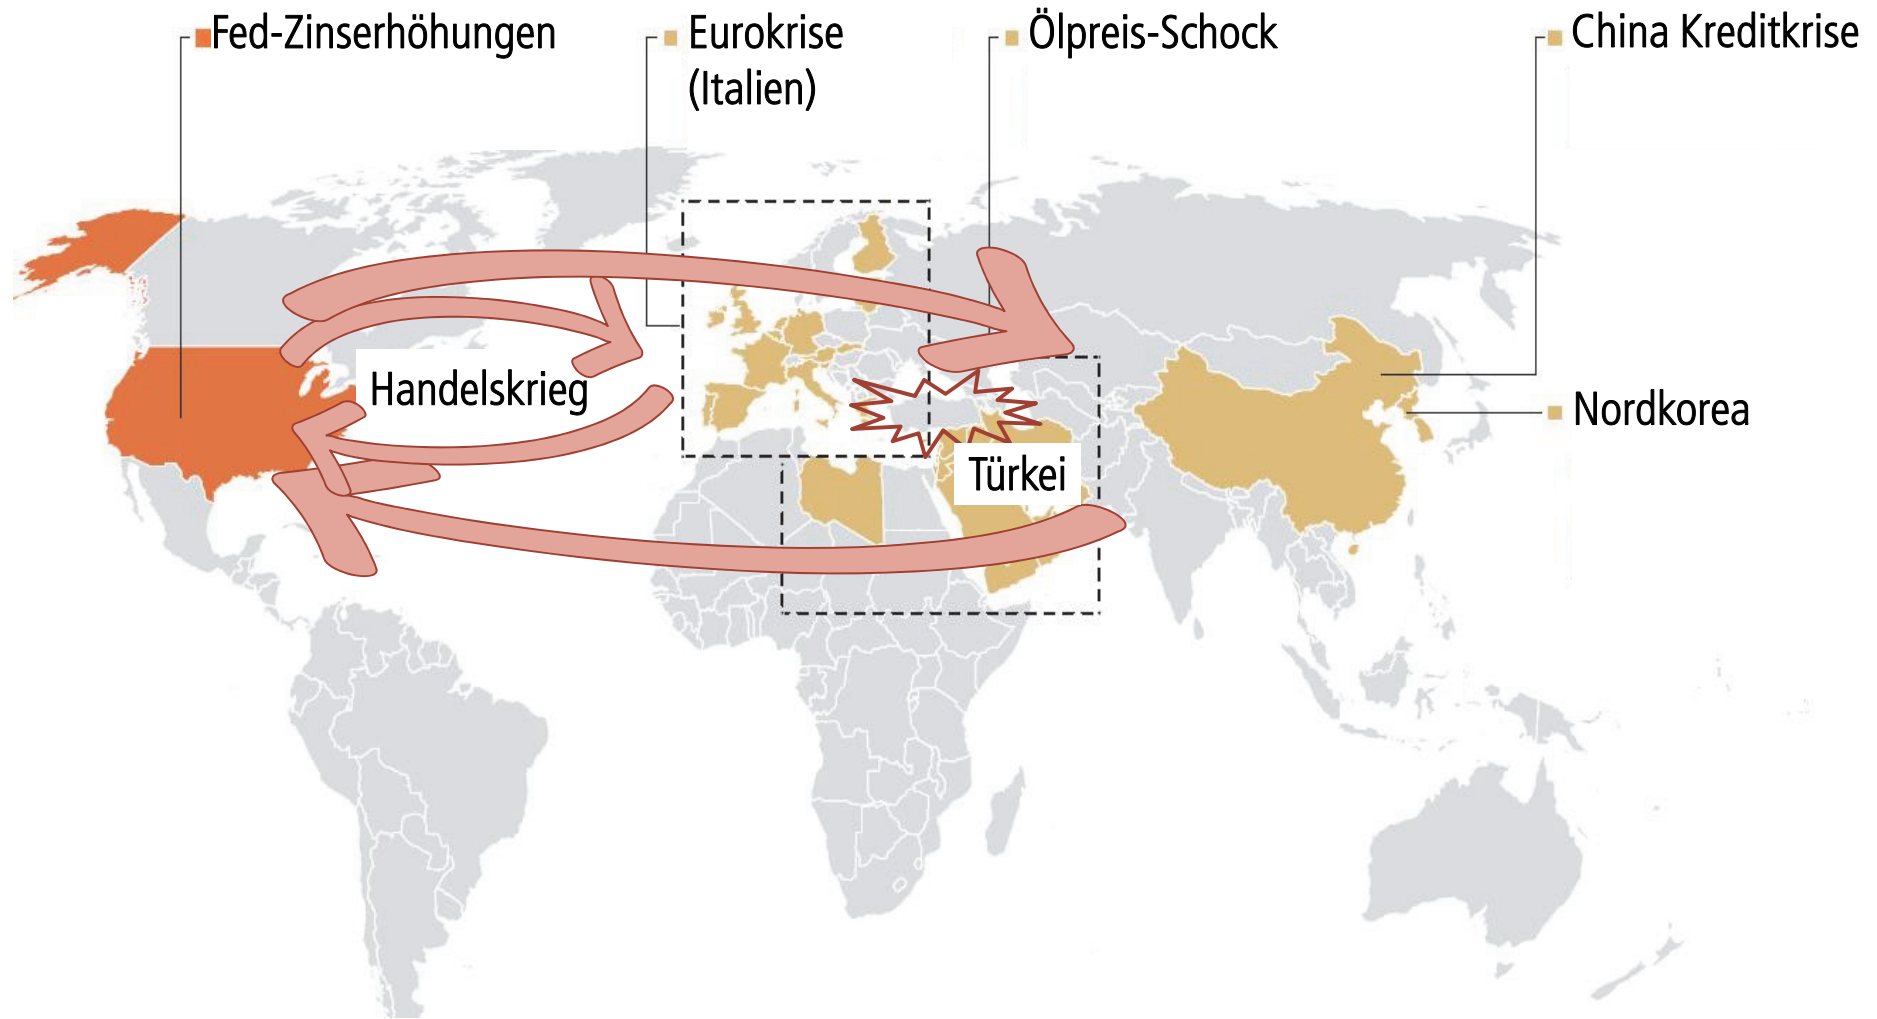 Fed-Zinserhöhungen
Eurokrise
(Italien)
Ölpreis-Schock
China Kreditkrise
Handelskrieg
Nordkorea
Türkei